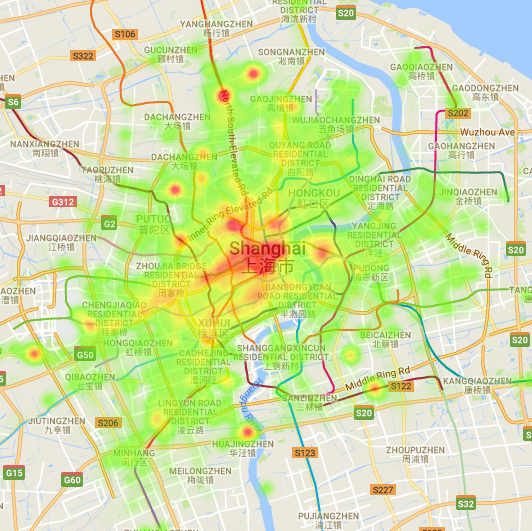 RESIDENTIAL
DISTRICT
海滨新村
S20
YANGHANGZHEN
杨行镇
S106
GUCUNZHEN
顾村镇
S322
SONGNANZHEN
淞南镇
GAOQIAOZHEN
高桥镇
GAODONGZHEN
高东镇
S6
GAOJINGZHEN
高境镇
S202
DACHANGZHEN
大场镇
WUJIAOCHANGZHEN
五角场镇
Wuzhou Ave
NANXIANGZHEN
南翔镇
North-South Elevated Road
QUYANG ROAD
RESIDENTIAL
DISTRICT
曲阳路
GAOHANGZHEN
高行镇
DACHANGZHEN
大场镇
TAOPUZHEN
桃浦镇
DINGHAI ROAD
RESIDENTIAL
DISTRICT
定海路
JINQIAOZHEN
金桥镇
HONGKOU
虹口区
G312
Inner Ring Elevated Rd
PUTUO
普陀区
G2
YANGJING
RESIDENTIAL
DISTRICT
洋泾
Middle Ring Rd
JIANGQIAOZHEN
江桥镇
Shanghai
上海市
S20
ZHOUJIA BRIDGE
RESIDENTIAL
DISTRICT
周家桥
PUDONG
浦东新区
BANSONGYUAN
ROAD RESIDENTIAL
DISTRICT
半淞园路
TANG
CHENGJIAQIAO
RESIDENTIAL
DISTRICT
程家桥
XUHUI
徐汇区
BEICAIZHEN
北蔡镇
HONGQIAOZHEN
虹桥镇
G50
CAOHEJING
RESIDENTIAL
DISTRICT
漕河泾
SHANGGANGXINCUN
RESIDENTIAL DISTRICT
上钢新村
QIBAOZHEN
七宝镇
Middle Ring Rd
S122
KANGQIAOZHEN
康桥镇
Huangpu River
LINGYUN ROAD
RESIDENTIAL
DISTRICT
凌云路
SANLINZHEN
三林镇
S20
JIUTINGZHEN
九亭镇
S206
HUAJINGZHEN
华泾镇
MINHANG
闵行区
S123
ZHOUPUZHEN
周浦镇
G15
G60
MEILONGZHEN
梅陇镇
S227
S32
PUJIANGZHEN
浦江镇